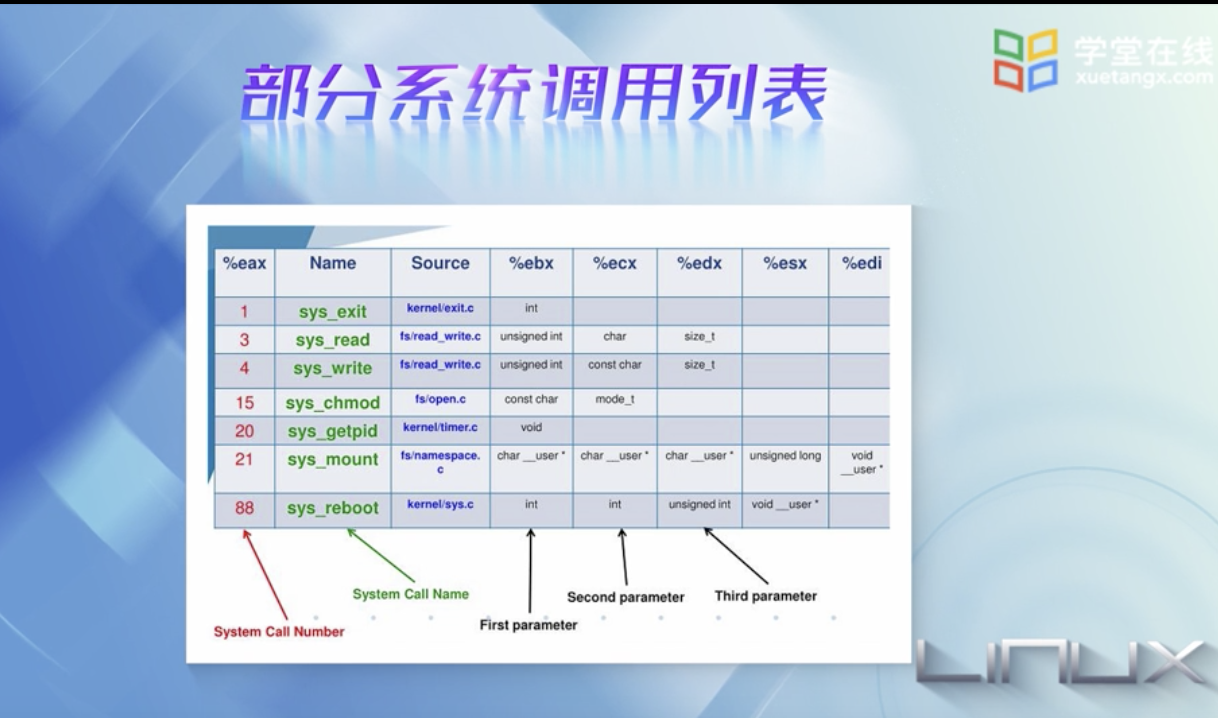 部分系统调用列表
学堂在线
xuetangx.com
%eax Name Source %ebx %ecx %edx %esx %edi
1 sys_exit kernel/exit.c int
3 sys_read fs/read_write.c unsigned int char size_t
4 sys_write fs/read_write.c unsigned int const char size_t
15 sys_chmod fs/open.c const char mode_t
20 sys_getpid kernel/timer.c void
21 sys_mount fs/namespace. char __user * char __user * char __user * unsigned long void
c __user *
88 sys_reboot kernel/sys.c int int unsigned int void __user *
System Call Name
Second parameter
Third parameter
First parameter
System Call Number
LINUX